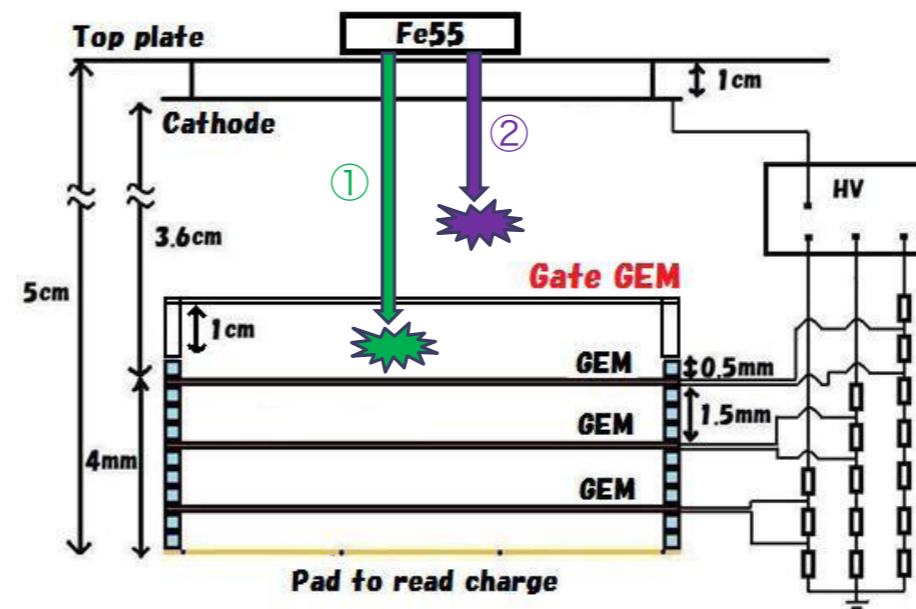 Fe55
Top plate
1cm
Cathode
②
①
HV
3.6cm
5cm
Gate GEM
1cm
GEM
0.5mm
GEM
1.5mm
4mm
GEM
Pad to read charge